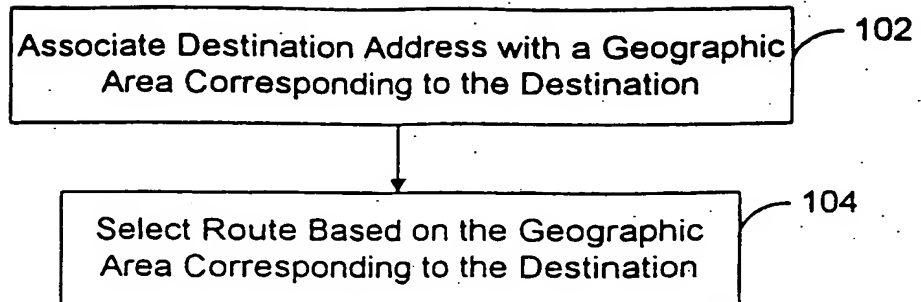 Associate Destination Address with a Geographic
Area Corresponding to the Destination
102
Select Route Based on the Geographic
Area Corresponding to the Destination
104